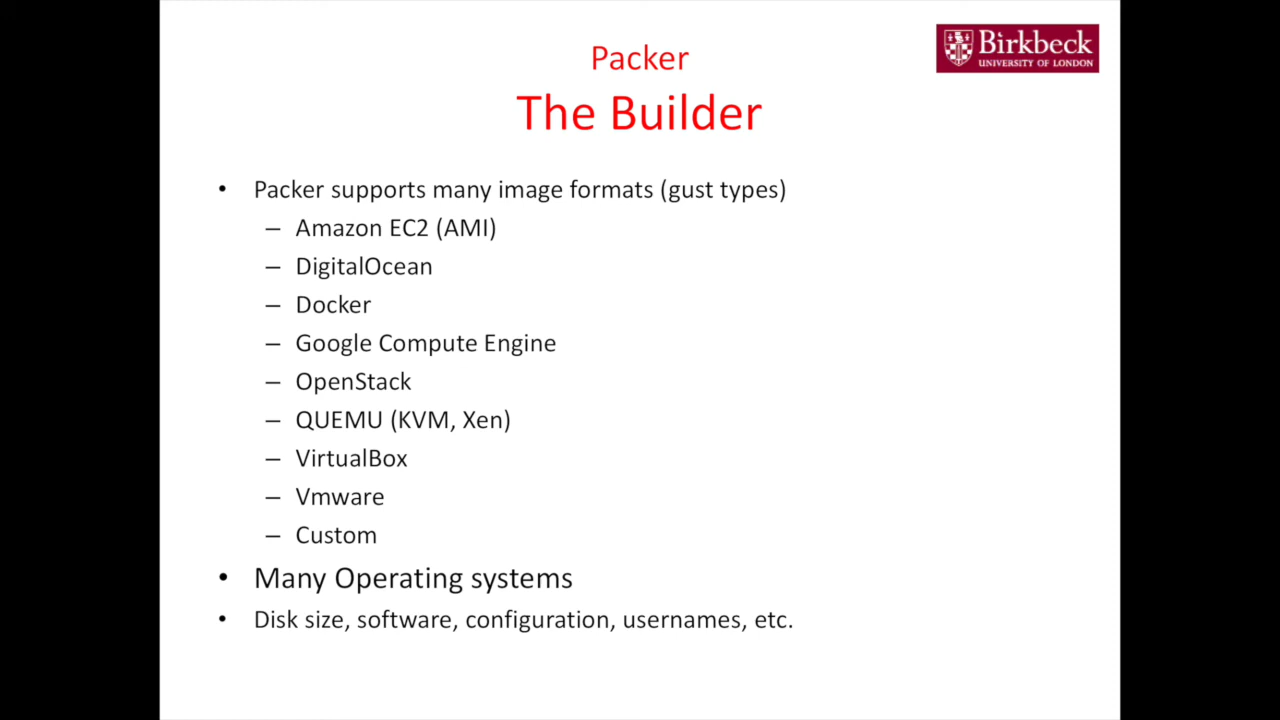 Birkbeck
UNIVERSITY OF LONDON
Packer
The Builder
• Packer supports many image formats (gust types)
– Amazon EC2 (AMI)
– DigitalOcean
– Docker
– Google Compute Engine
– OpenStack
– QUEMU (KVM, Xen)
– VirtualBox
– Vmware
– Custom
• Many Operating systems
• Disk size, software, configuration, usernames, etc.